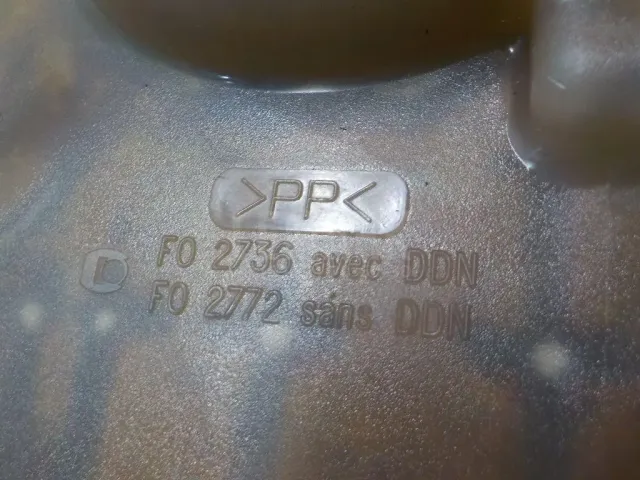 >PP<
FO 2736 avec DDN
FO 2772 sans DDN